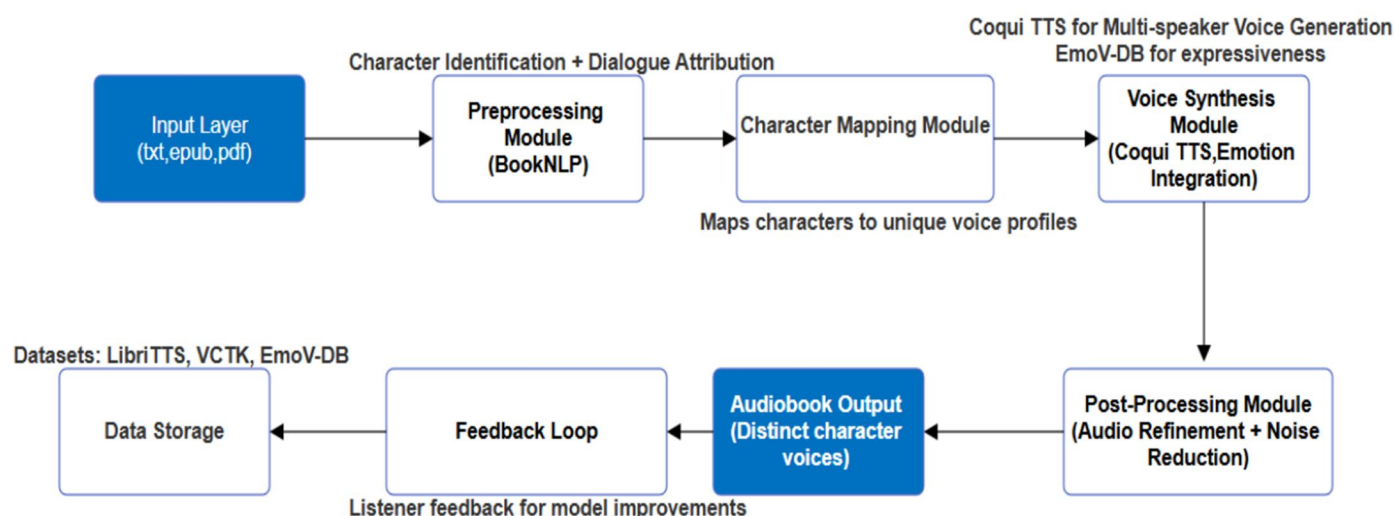 Coqui TTS for Multi-speaker Voice Generation
EmoV-DB for expressiveness
Character Identification + Dialogue Attribution
Input Layer
(txt,epub,pdf)
Preprocessing
Module
(BookNLP)
Character Mapping Module
Voice Synthesis
Module
(Coqui TTS,Emotion
Integration)
Maps characters to unique voice profiles
Datasets: LibriTTS, VCTK, EmoV-DB
Data Storage
Feedback Loop
Audiobook Output
(Distinct character
voices)
Post-Processing Module
(Audio Refinement + Noise
Reduction)
Listener feedback for model improvements